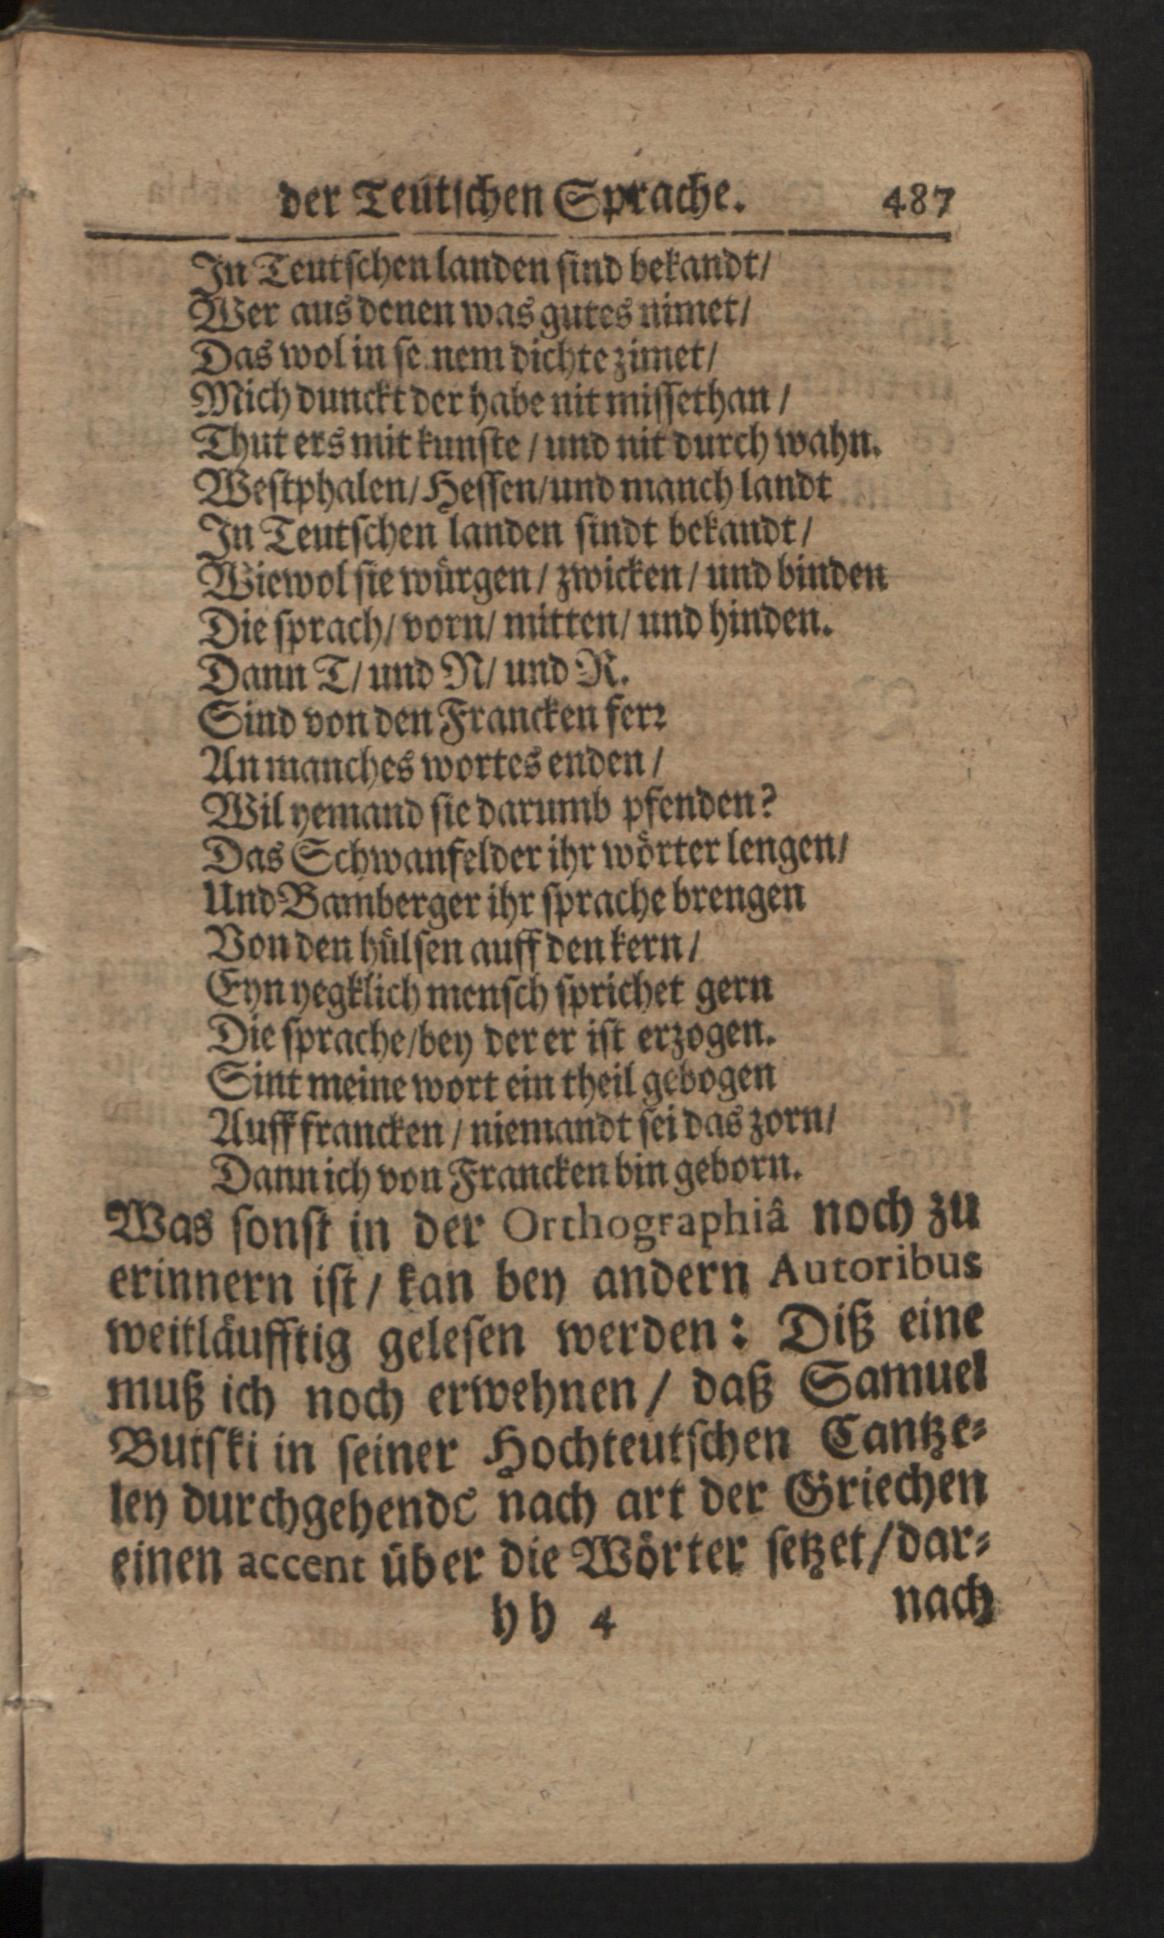 der Teutschen Sprache. 487
In Teutschen landen sind bekandt/
Wer aus denen was gutes nimet/
Das wol in se nem dichte zimet/
Mich dunckt der habe nit missethan /
Thut ers mit kunste / und nit durch wahn.
Westphalen/ Hessen/ und manch landt
In Teutschen landen sindt bekandt/
Wiewol sie würgen / zwicken / und binden
Die sprach/ vorn/ mitten/ und hinden.
Dann T/ und N/ und R.
Sind von den Francken ferr
An manches wortes enden /
Wil yemand sie darumb pfenden?
Das Schwanfelder ihr wörter lengen/
Und Bamberger ihr sprache brengen
Von den hülsen auff den kern /
Eyn yegklich mensch sprichet gern
Die sprache/ bey der er ist erzogen.
Sint meine wort ein theil gebogen
Auff francken / niemandt sei das zorn/
Dann ich von Francken bin geborn.
Was sonst in der Orthographiâ noch zu
erinnern ist / kan bey andern Autoribus
weitläufftig gelesen werden: Diß eine
muß ich noch erwehnen / daß Samuel
Butski in seiner Hochteutschen Cantze-
ley durchgehends nach art der Griechen
einen accent über die Wörter setzet / dar-
hh 4 nach